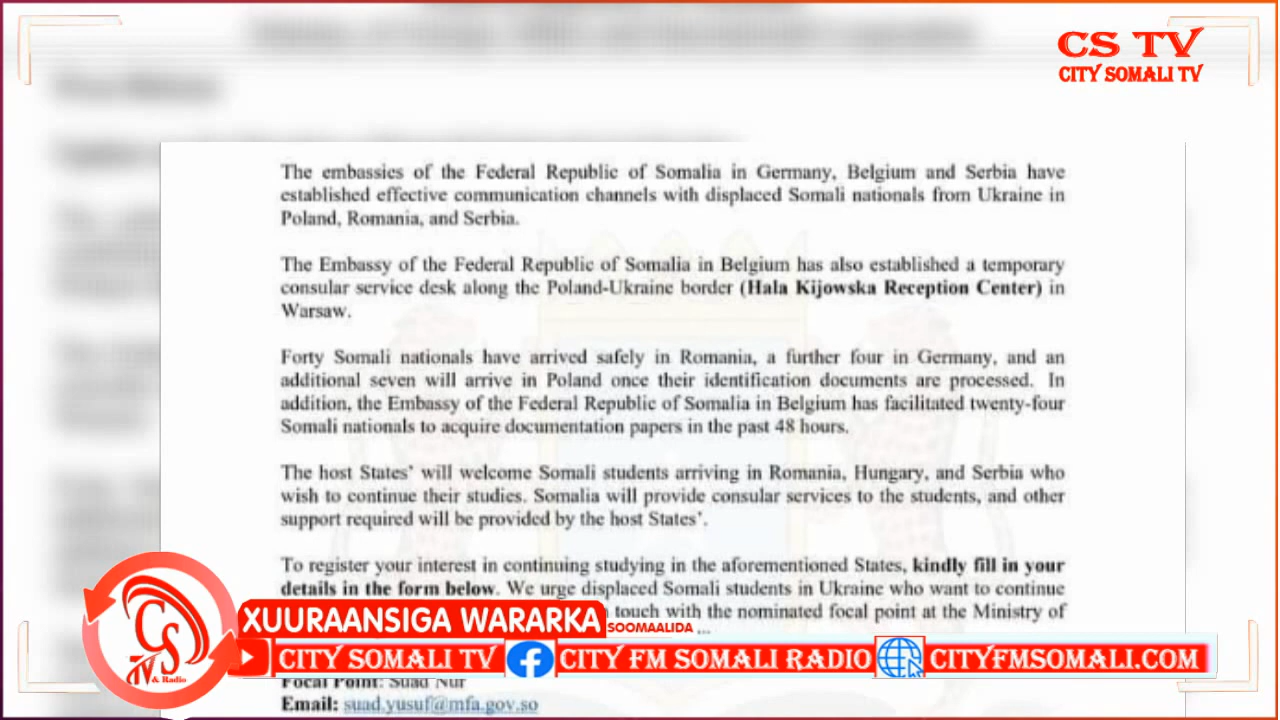 CS TV
CITY SOMALI TV
The embassies of the Federal Republic of Somalia in Germany, Belgium and Serbia have
established effective communication channels with displaced Somali nationals from Ukraine in
Poland, Romania, and Serbia.
The Embassy of the Federal Republic of Somalia in Belgium has also established a temporary
consular service desk along the Poland-Ukraine border (Hala Kijowska Reception Center) in
Warsaw.
Forty Somali nationals have arrived safely in Romania, a further four in Germany, and an
additional seven will arrive in Poland once their identification documents are processed. In
addition, the Embassy of the Federal Republic of Somalia in Belgium has facilitated twenty-four
Somali nationals to acquire documentation papers in the past 48 hours.
The host States' will welcome Somali students arriving in Romania, Hungary, and Serbia who
wish to continue their studies. Somalia will provide consular services to the students, and other
support required will be provided by the host States'.
To register your interest in continuing studying in the aforementioned States, kindly fill in your
details in the form below. We urge displaced Somali students in Ukraine who want to continue
touch with the nominated focal point at the Ministry of
XUURAANSIGA WARARKA
SOOMAALIDA ...
CS
TV
& Radio
CITY SOMALI TV
CITY FM SOMALI RADIO
CITYFMSOMALI.COM
Focal Point: Suad Nur
Email: suad.yusuf@mfa.gov.so